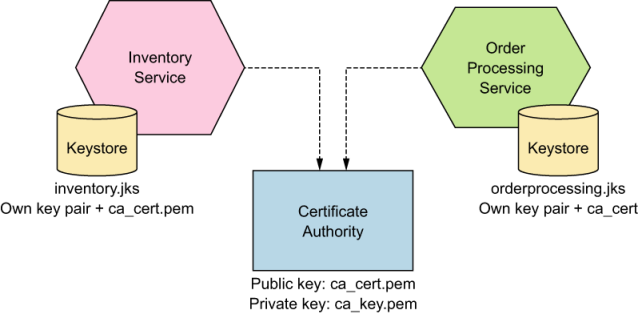 Inventory
Service
Order
Processing
Service
Keystore
Keystore
inventory.jks
Own key pair + ca_cert.pem
orderprocessing.jks
Own key pair + ca_cert
Certificate
Authority
Public key: ca_cert.pem
Private key: ca_key.pem